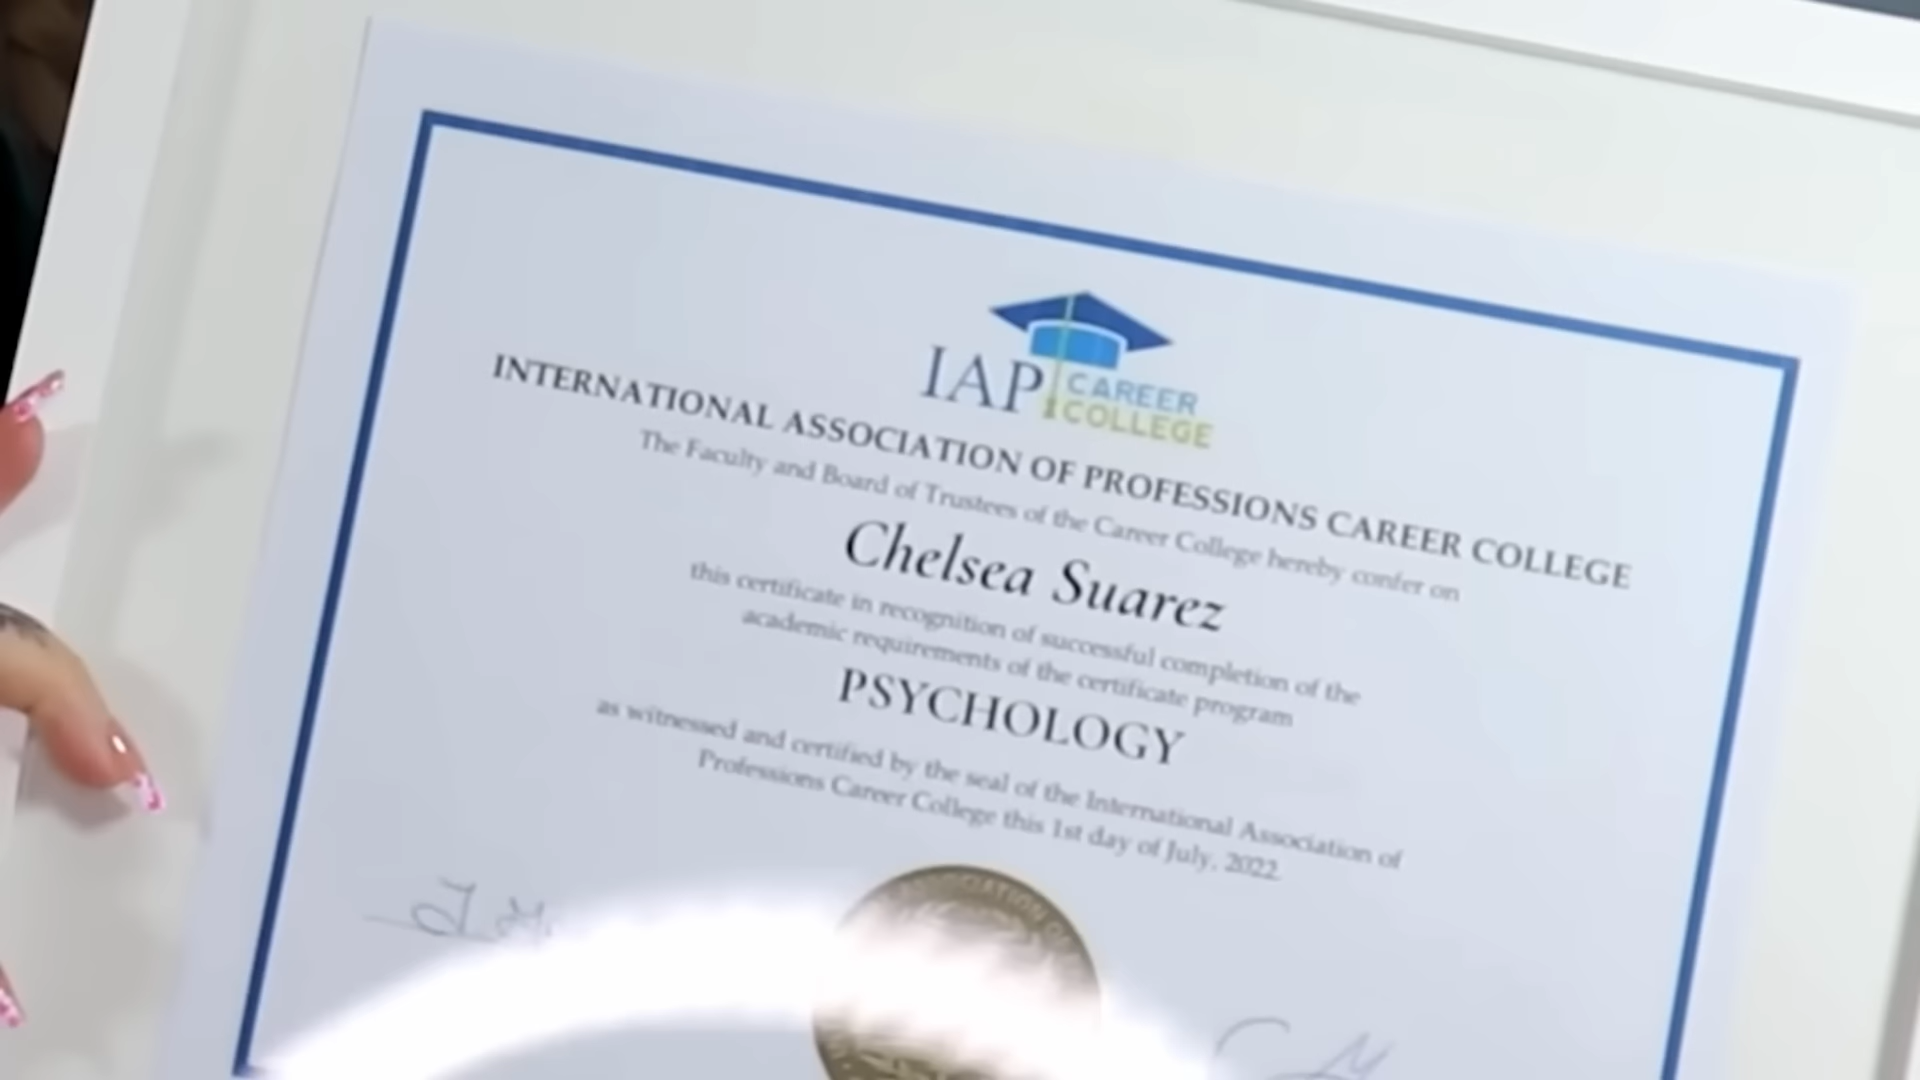 IAP CAREER
COLLEGE
INTERNATIONAL ASSOCIATION OF PROFESSIONS CAREER COLLEGE
The Faculty and Board of Trustees of the Career College hereby confer on
Chelsea Suarez
this certificate in recognition of successful completion of the
academic requirements of the certificate program
PSYCHOLOGY
as witnessed and certified by the seal of the International Association of
Professions Career College this 1st day of July, 2022.
ASSOCIATION OF